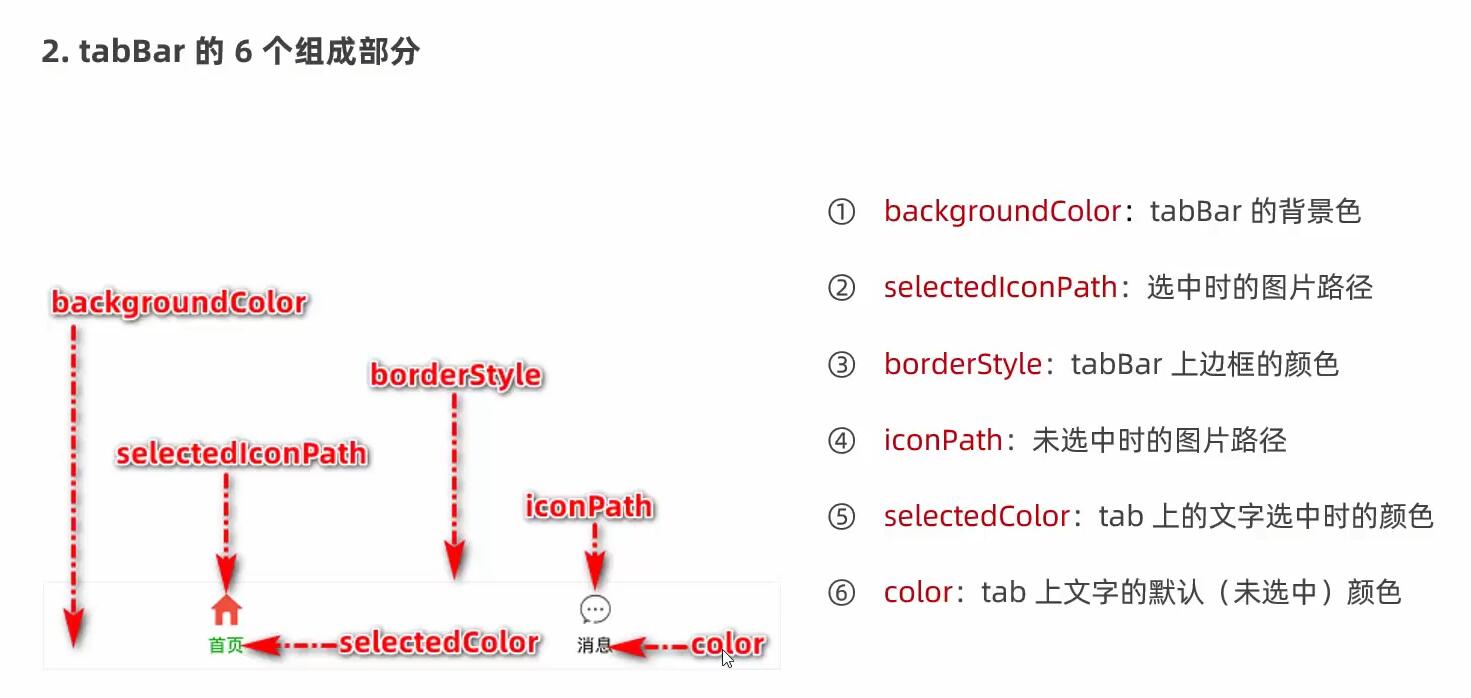 2. tabBar 的 6 个组成部分
backgroundColor
borderStyle
selectedIconPath
iconPath
首页
selectedColor
消息
color
① backgroundColor：tabBar 的背景色
② selectedIconPath：选中时的图片路径
③ borderStyle：tabBar 上边框的颜色
④ iconPath：未选中时的图片路径
⑤ selectedColor：tab 上的文字选中时的颜色
⑥ color：tab 上文字的默认（未选中）颜色